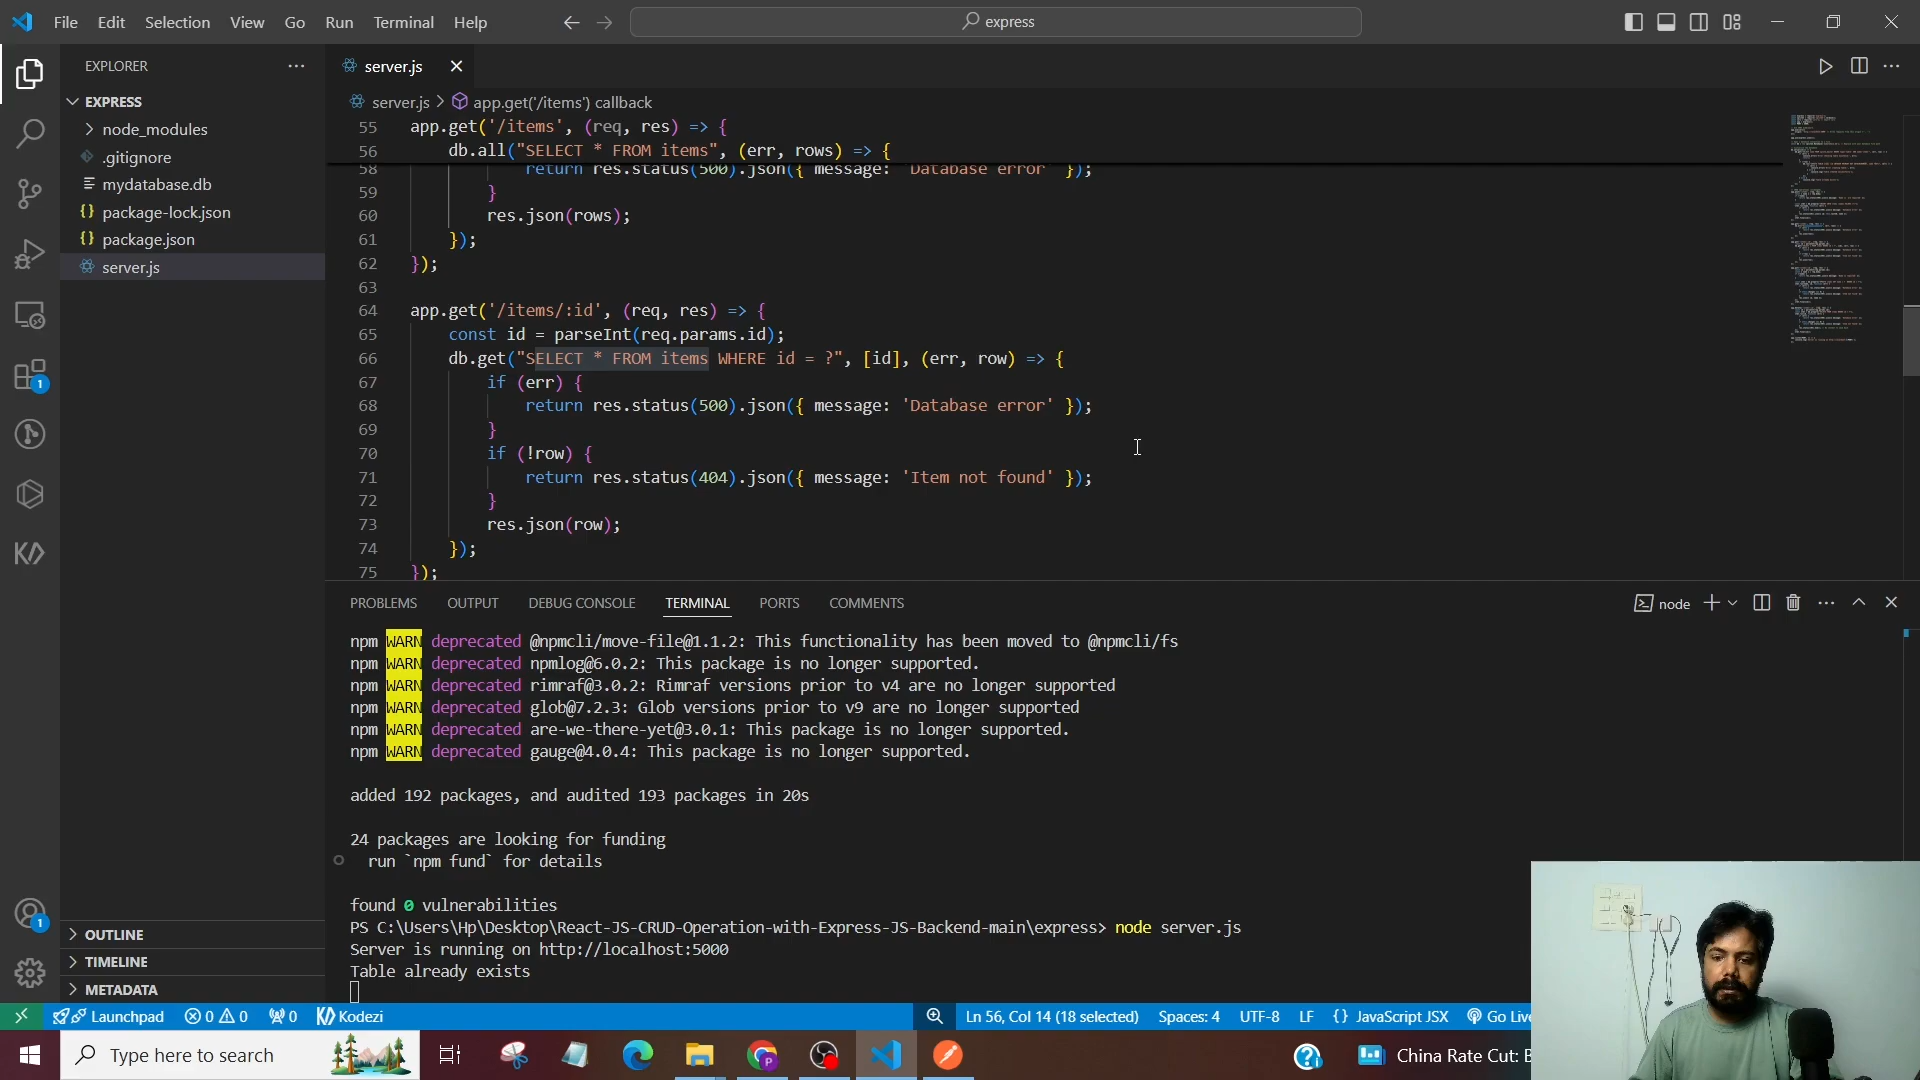 File Edit Selection View Go Run Terminal Help
express
EXPLORER
EXPRESS
node_modules
.gitignore
mydatabase.db
package-lock.json
package.json
server.js
OUTLINE
TIMELINE
METADATA
server.js
server.js > app.get('/items') callback
55 app.get('/items', (req, res) => {
56 db.all("SELECT * FROM items", (err, rows) => {
58 return res.status(500).json({ message: 'Database error' });
59 }
60 res.json(rows);
61 });
62 });
63
64 app.get('/items/:id', (req, res) => {
65 const id = parseInt(req.params.id);
66 db.get("SELECT * FROM items WHERE id = ?", [id], (err, row) => {
67 if (err) {
68 return res.status(500).json({ message: 'Database error' });
69 }
70 if (!row) {
71 return res.status(404).json({ message: 'Item not found' });
72 }
73 res.json(row);
74 });
75 });
PROBLEMS OUTPUT DEBUG CONSOLE TERMINAL PORTS COMMENTS
node
npm WARN deprecated @npmcli/move-file@1.1.2: This functionality has been moved to @npmcli/fs
npm WARN deprecated npmlog@6.0.2: This package is no longer supported.
npm WARN deprecated rimraf@3.0.2: Rimraf versions prior to v4 are no longer supported
npm WARN deprecated glob@7.2.3: Glob versions prior to v9 are no longer supported
npm WARN deprecated are-we-there-yet@3.0.1: This package is no longer supported.
npm WARN deprecated gauge@4.0.4: This package is no longer supported.
added 192 packages, and audited 193 packages in 20s
24 packages are looking for funding
run `npm fund` for details
found 0 vulnerabilities
PS C:\Users\Hp\Desktop\React-JS-CRUD-Operation-with-Express-JS-Backend-main\express> node server.js
Server is running on http://localhost:5000
Table already exists
1
1
Launchpad 0 0 0 Kodezi
Ln 56, Col 14 (18 selected) Spaces: 4 UTF-8 LF {} JavaScript JSX Go Live
Type here to search
China Rate Cut: B